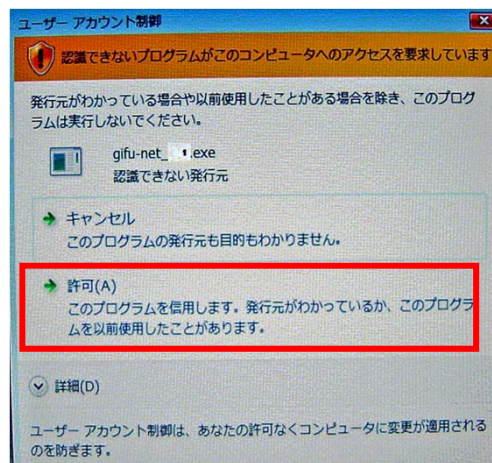 ユーザー アカウント制御
認識できないプログラムがこのコンピュータへのアクセスを要求しています
発行元がわかっている場合や以前使用したことがある場合を除き、このプログ
ラムは実行しないでください。
gifu-net_ .exe
認識できない発行元
キャンセル
このプログラムの発行元も目的もわかりません。
許可(A)
このプログラムを信用します。発行元がわかっているか、このプログラ
ムを以前使用したことがあります。
詳細(D)
ユーザー アカウント制御は、あなたの許可なくコンピュータに変更が適用される
のを防ぎます。